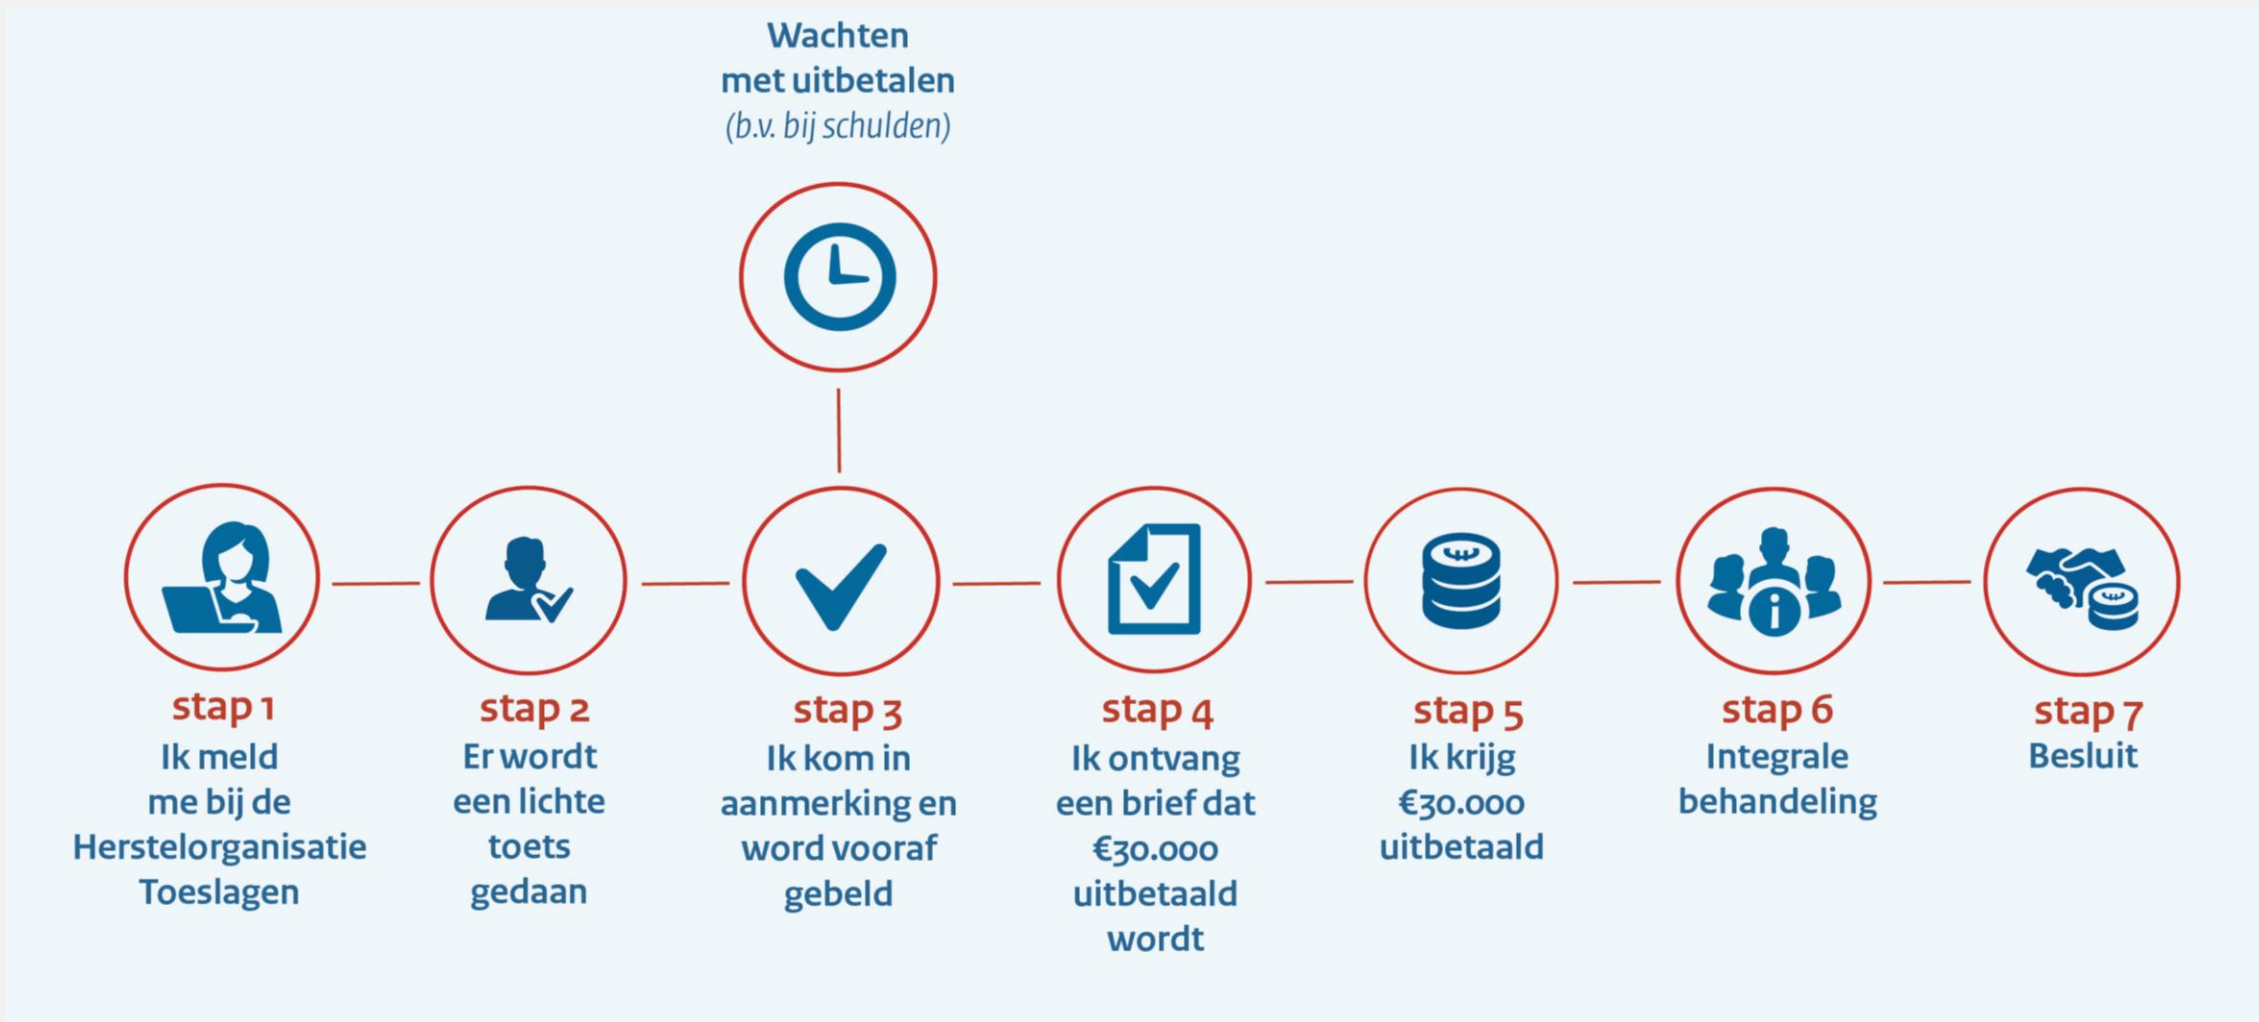 Wachten
met uitbetalen
(b.v. bij schulden)
stap 1
Ik meld
me bij de
Herstelorganisatie
Toeslagen
stap 2
Er wordt
een lichte
toets
gedaan
stap 3
Ik kom in
aanmerking en
word vooraf
gebeld
stap 4
Ik ontvang
een brief dat
€30.000
uitbetaald
wordt
stap 5
Ik krijg
€30.000
uitbetaald
stap 6
Integrale
behandeling
stap 7
Besluit